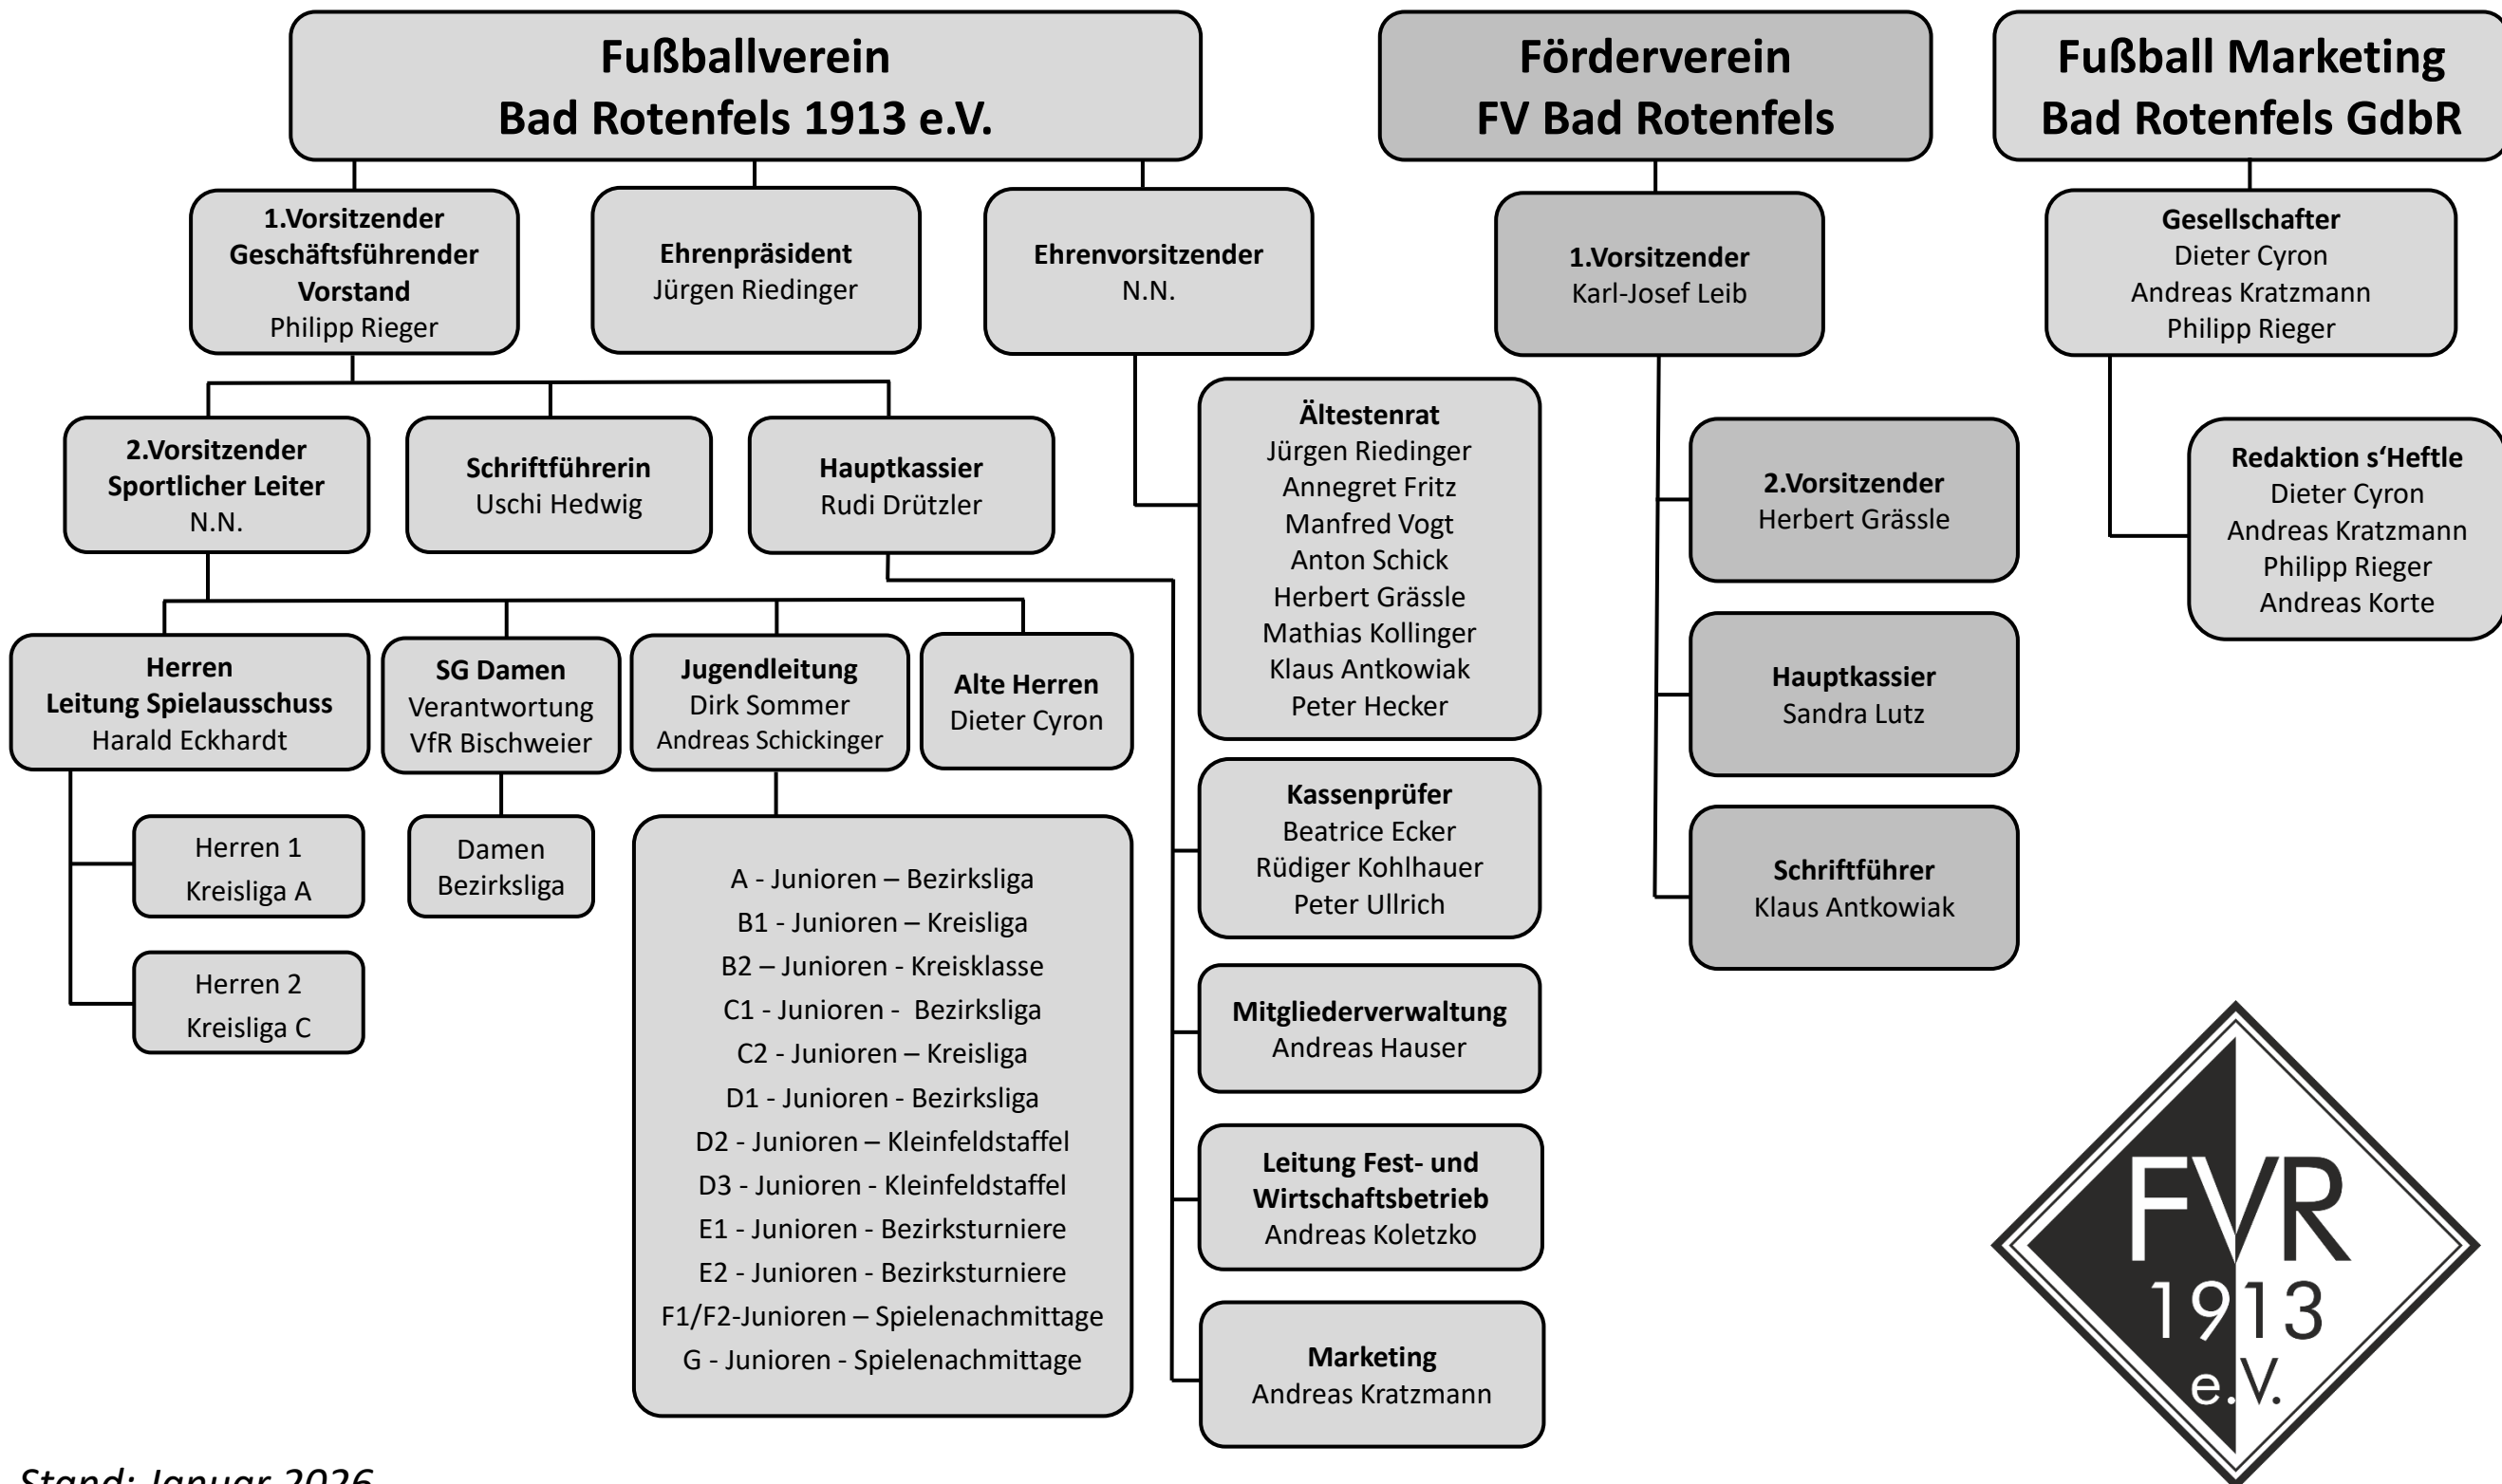 Fußballverein
Bad Rotenfels 1913 e.V.
Förderverein
FV Bad Rotenfels
Fußball Marketing
Bad Rotenfels GdbR
1.Vorsitzender
Geschäftsführender
Vorstand
Philipp Rieger
Ehrenpräsident
Jürgen Riedinger
Ehrenvorsitzender
N.N.
1.Vorsitzender
Karl-Josef Leib
Gesellschafter
Dieter Cyron
Andreas Kratzmann
Philipp Rieger
2.Vorsitzender
Sportlicher Leiter
N.N.
Schriftführerin
Uschi Hedwig
Hauptkassier
Rudi Drützler
Ältestenrat
Jürgen Riedinger
Annegret Fritz
Manfred Vogt
Anton Schick
Herbert Grässle
Mathias Kollinger
Klaus Antkowiak
Peter Hecker
2.Vorsitzender
Herbert Grässle
Redaktion s‘Heftle
Dieter Cyron
Andreas Kratzmann
Philipp Rieger
Andreas Korte
Herren
Leitung Spielausschuss
Harald Eckhardt
SG Damen
Verantwortung
VfR Bischweier
Jugendleitung
Dirk Sommer
Andreas Schickinger
Alte Herren
Dieter Cyron
Hauptkassier
Sandra Lutz
Herren 1
Kreisliga A
Herren 2
Kreisliga C
Damen
Bezirksliga
A - Junioren – Bezirksliga
B1 - Junioren – Kreisliga
B2 – Junioren - Kreisklasse
C1 - Junioren -  Bezirksliga
C2 - Junioren – Kreisliga
D1 - Junioren - Bezirksliga
D2 - Junioren – Kleinfeldstaffel
D3 - Junioren - Kleinfeldstaffel
E1 - Junioren - Bezirksturniere
E2 - Junioren - Bezirksturniere
F1/F2-Junioren – Spielenachmittage
G - Junioren - Spielenachmittage
Kassenprüfer
Beatrice Ecker
Rüdiger Kohlhauer
Peter Ullrich
Schriftführer
Klaus Antkowiak
Mitgliederverwaltung
Andreas Hauser
Leitung Fest- und
Wirtschaftsbetrieb
Andreas Koletzko
Marketing
Andreas Kratzmann
FVR
1913
e.V.
Stand: Januar 2026